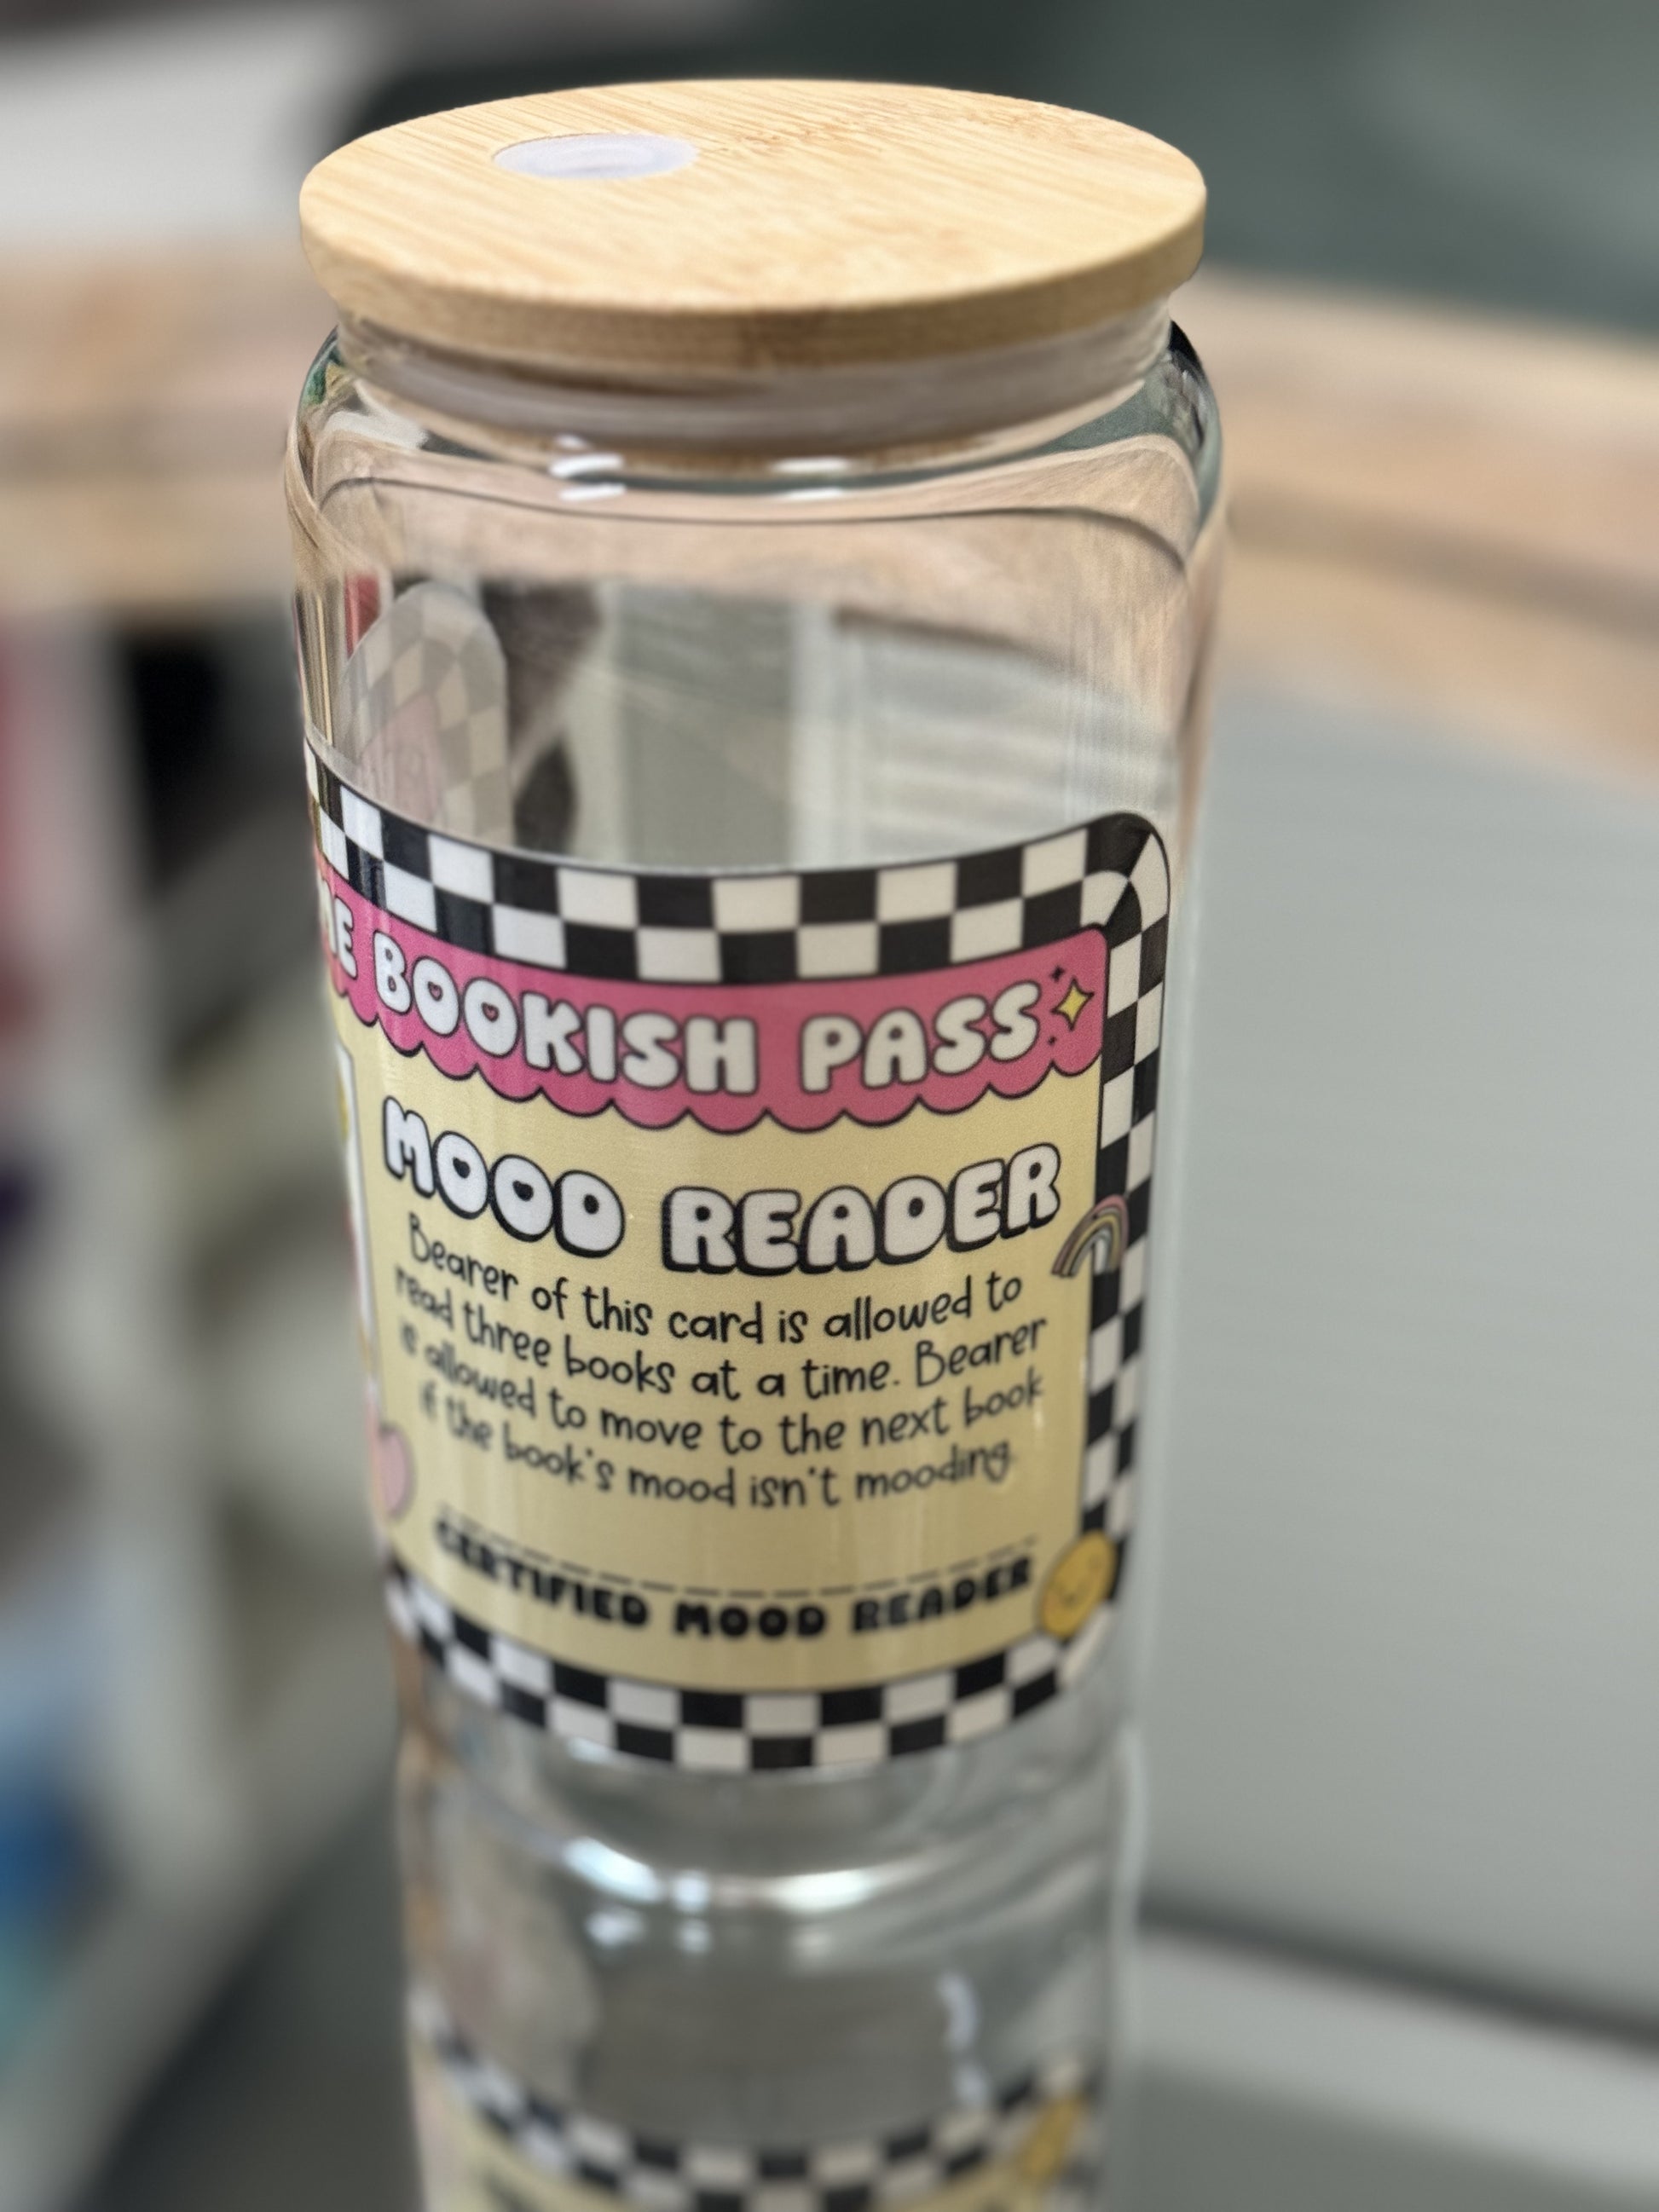 BOOKISH PASS
MOOD READER
Bearer of this card is allowed to
read three books at a time. Bearer
is allowed to move to the next book
if the book's mood isn't mooding.
CERTIFIED MOOD READER